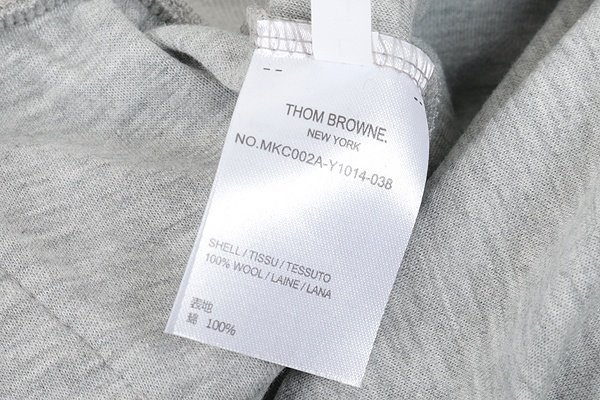 THOM BROWNE.
NEW YORK
NO.MKC002A-Y1014-038
SHELL / TISSU / TESSUTO
100% WOOL / LAINE / LANA
表地
綿 100%